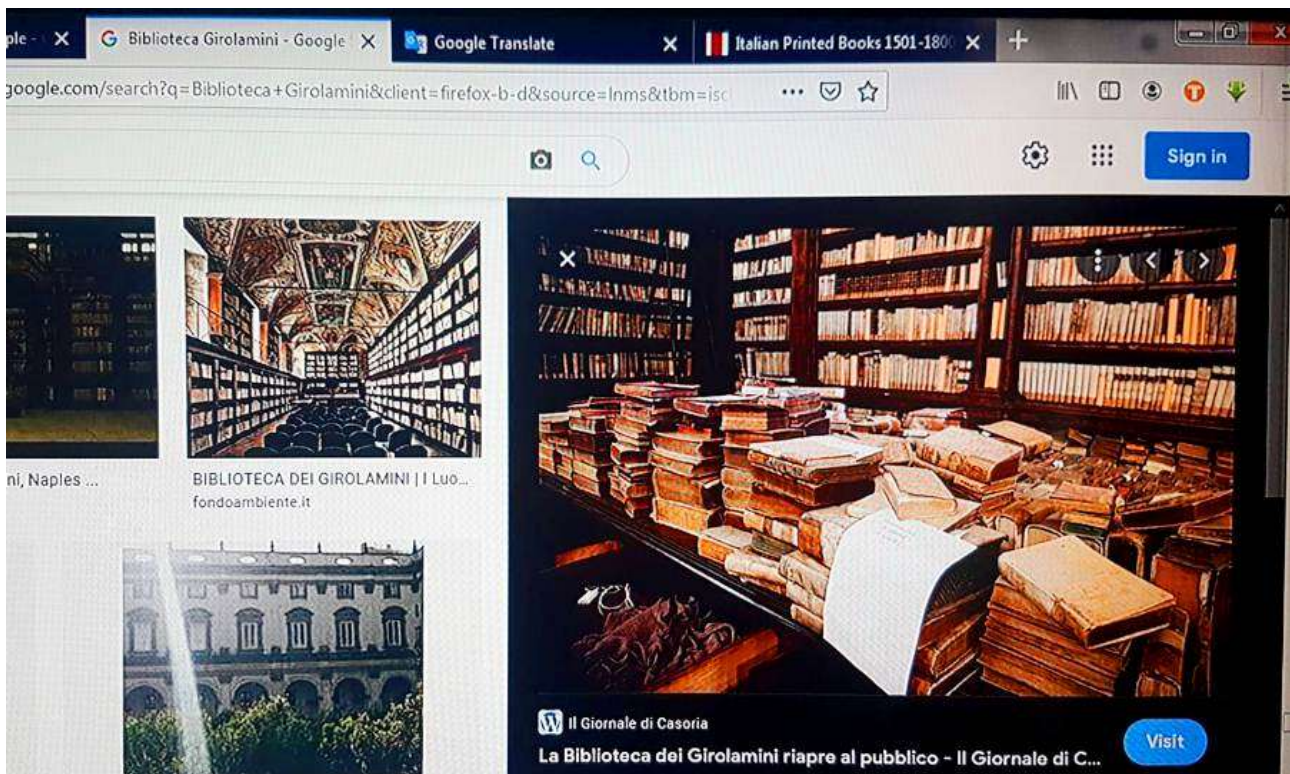 ple -
Biblioteca Girolamini - Google
Google Translate
Italian Printed Books 1501-1800
google.com/search?q=Biblioteca+Girolamini&client=firefox-b-d&source=lnms&tbm=isc
Sign in
ni, Naples ...
BIBLIOTECA DEI GIROLAMINI | I Luo...
fondoambiente.it
Il Giornale di Casoria
La Biblioteca dei Girolamini riapre al pubblico - Il Giornale di C...
Visit